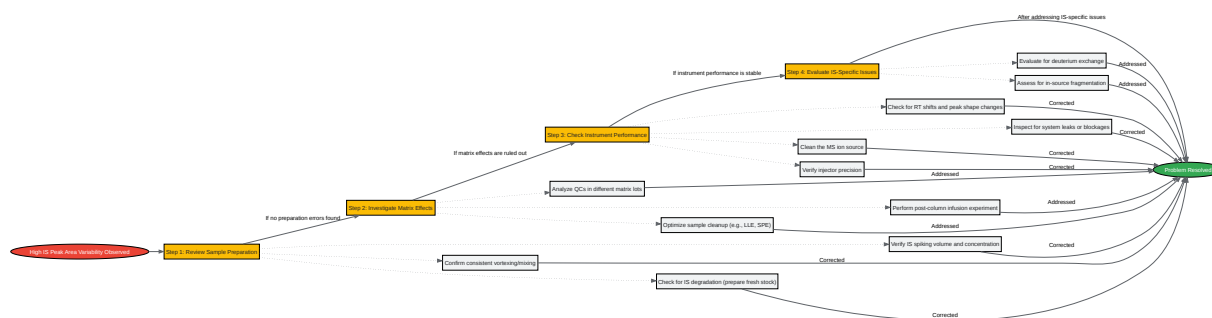 After addressing IS-specific issues
Evaluate for deuterium exchange
Addressed
If instrument performance is stable
Step 4: Evaluate IS-Specific Issues
Assess for in-source fragmentation
Addressed
Check for RT shifts and peak shape changes
Corrected
Step 3: Check Instrument Performance
Inspect for system leaks or blockages
Corrected
Clean the MS ion source
Corrected
If matrix effects are ruled out
Verify injector precision
Corrected
Problem Resolved
Analyze QCs in different matrix lots
Addressed
Step 2: Investigate Matrix Effects
Perform post-column infusion experiment
Addressed
If no preparation errors found
Optimize sample cleanup (e.g., LLE, SPE)
Addressed
Verify IS spiking volume and concentration
Corrected
High IS Peak Area Variability Observed
Step 1: Review Sample Preparation
Confirm consistent vortexing/mixing
Corrected
Check for IS degradation (prepare fresh stock)
Corrected